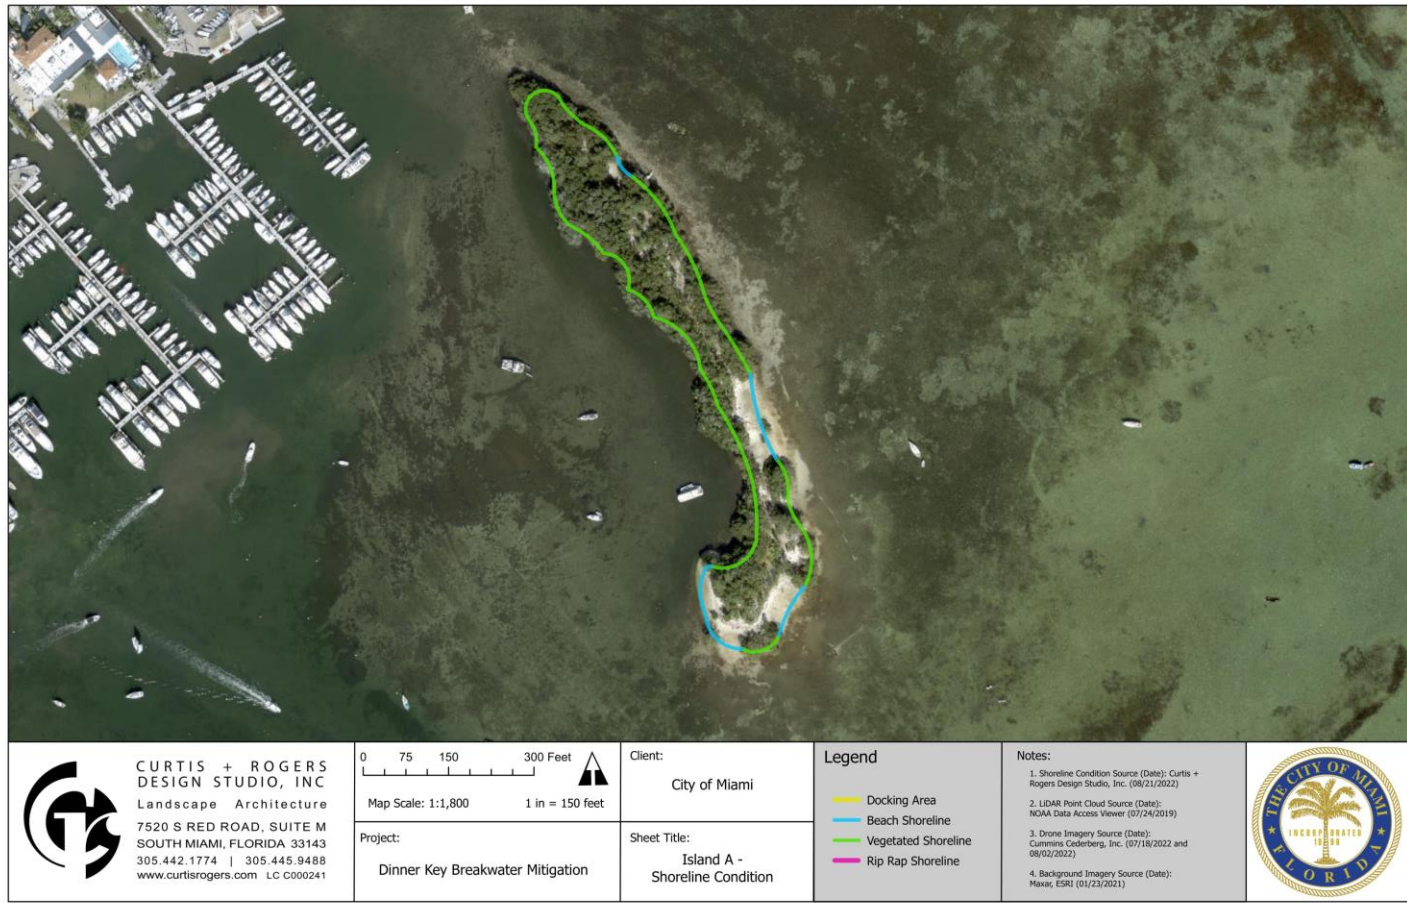 CURTIS + ROGERS
DESIGN STUDIO, INC
Landscape Architecture
7520 S RED ROAD, SUITE M
SOUTH MIAMI, FLORIDA 33143
305.442.1774 | 305.445.9488
www.curtisrogers.com LC C000241
0 75 150 300 Feet
Map Scale: 1:1,800 1 in = 150 feet
Project:
Dinner Key Breakwater Mitigation
Client:
City of Miami
Sheet Title:
Island A -
Shoreline Condition
Legend
Docking Area
Beach Shoreline
Vegetated Shoreline
Rip Rap Shoreline
Notes:
1. Shoreline Condition Source (Date): Curtis +
Rogers Design Studio, Inc. (08/21/2022)
2. LiDAR Point Cloud Source (Date):
NOAA Data Access Viewer (07/24/2019)
3. Drone Imagery Source (Date):
Cummins Cederberg, Inc. (07/18/2022 and
08/02/2022)
4. Background Imagery Source (Date):
Maxar, ESRI (01/23/2021)
THE CITY OF MIAMI
INCORPORATED
18 96
FLORIDA